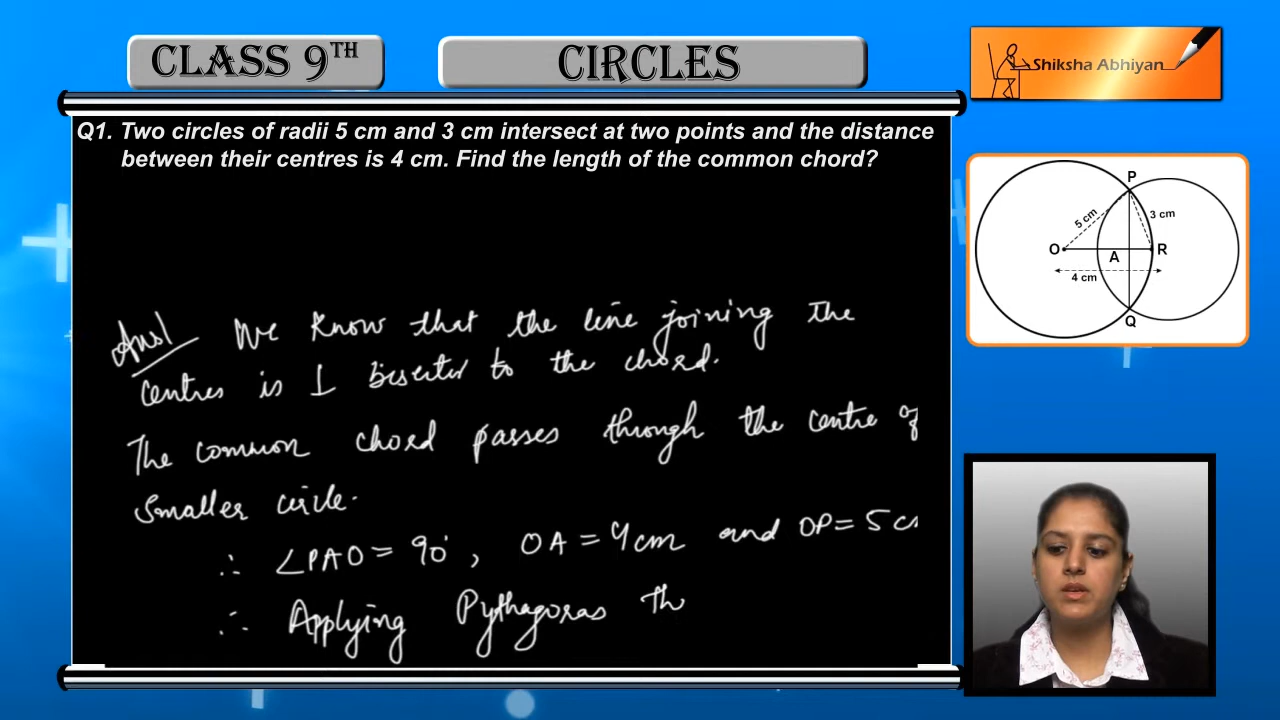 CLASS 9TH
CIRCLES
Shiksha Abhiyan
Q1. Two circles of radii 5 cm and 3 cm intersect at two points and the distance
between their centres is 4 cm. Find the length of the common chord?
P
5 cm
3 cm
O
A
R
4 cm
Q
Ans1 We know that the line joining the
centres is ⊥ bisector to the chord.
The common chord passes through the centre of
smaller circle.
∴ ∠PAO = 90°, OA = 4cm and OP = 5 cm
∴ Applying Pythagoras Th